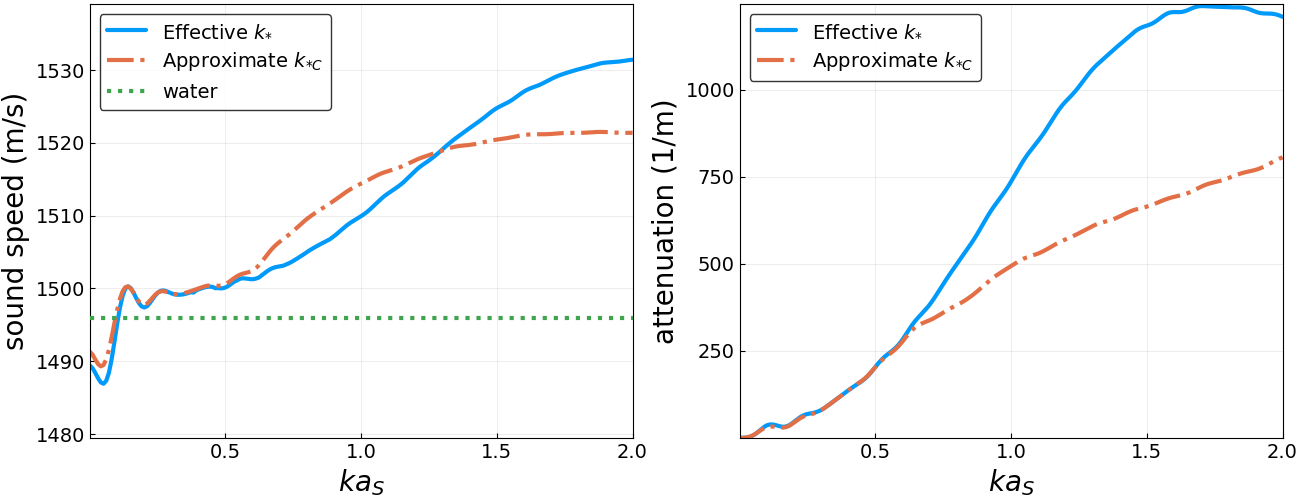 Effective k*
Approximate k*C
water
1530
1520
1510
1500
1490
1480
sound speed (m/s)
0.5
1.0
1.5
2.0
kaS
Effective k*
Approximate k*C
1000
750
500
250
attenuation (1/m)
0.5
1.0
1.5
2.0
kaS